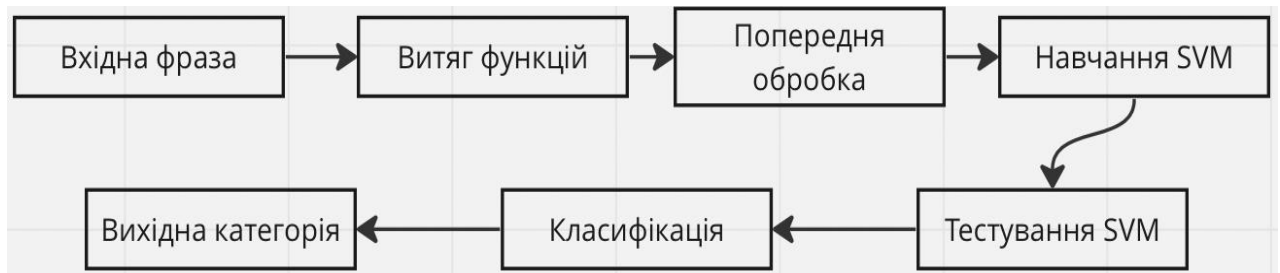 Вхідна фраза
Витяг функцій
Попередня
обробка
Навчання SVM
Тестування SVM
Класифікація
Вихідна категорія